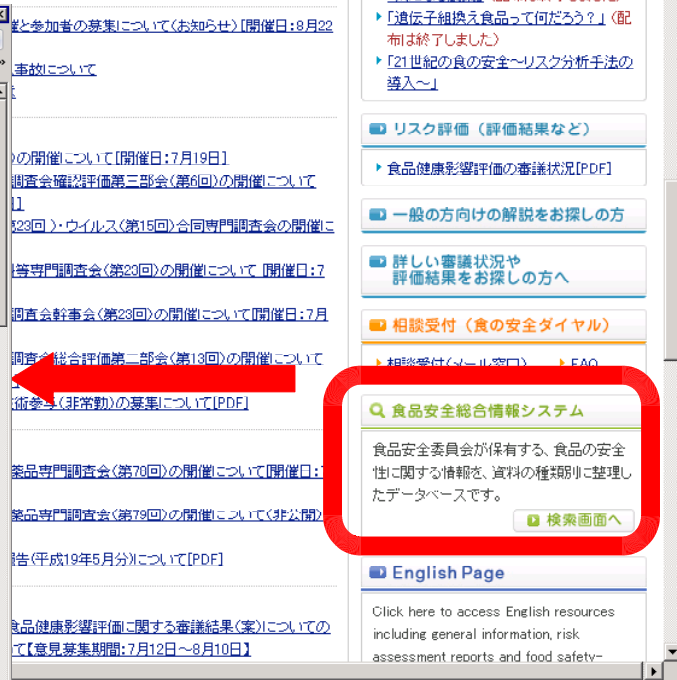 催と参加者の募集について(お知らせ)[開催日:8月22
事故について
の開催について[開催日:7月19日]
調査会確認評価第三部会(第6回)の開催について
第23回)・ウイルス(第15回)合同専門調査会の開催に
等専門調査会(第20回)の開催について [開催日:7
調査会幹事会(第23回)の開催について[開催日:7月
調査会総合評価第二部会(第13回)の開催について
術参与(非常勤)の募集について[PDF]
薬品専門調査会(第70回)の開催について[開催日:
薬品専門調査会(第79回)の開催について(非公開)
告(平成19年5月分)について[PDF]
食品健康影響評価に関する審議結果(案)についての
て【意見募集期間:7月12日～8月10日】
「遺伝子組換え食品って何だろう？」(配
布は終了しました)
「21世紀の食の安全～リスク分析手法の
導入～」
リスク評価（評価結果など）
食品健康影響評価の審議状況[PDF]
一般の方向けの解説をお探しの方
詳しい審議状況や
評価結果をお探しの方へ
相談受付（食の安全ダイヤル）
相談受付(メール窓口) FAQ
食品安全総合情報システム
食品安全委員会が保有する、食品の安全
性に関する情報を、資料の種類別に整理し
たデータベースです。
検索画面へ
English Page
Click here to access English resources
including general information, risk
assessment reports and food safety-